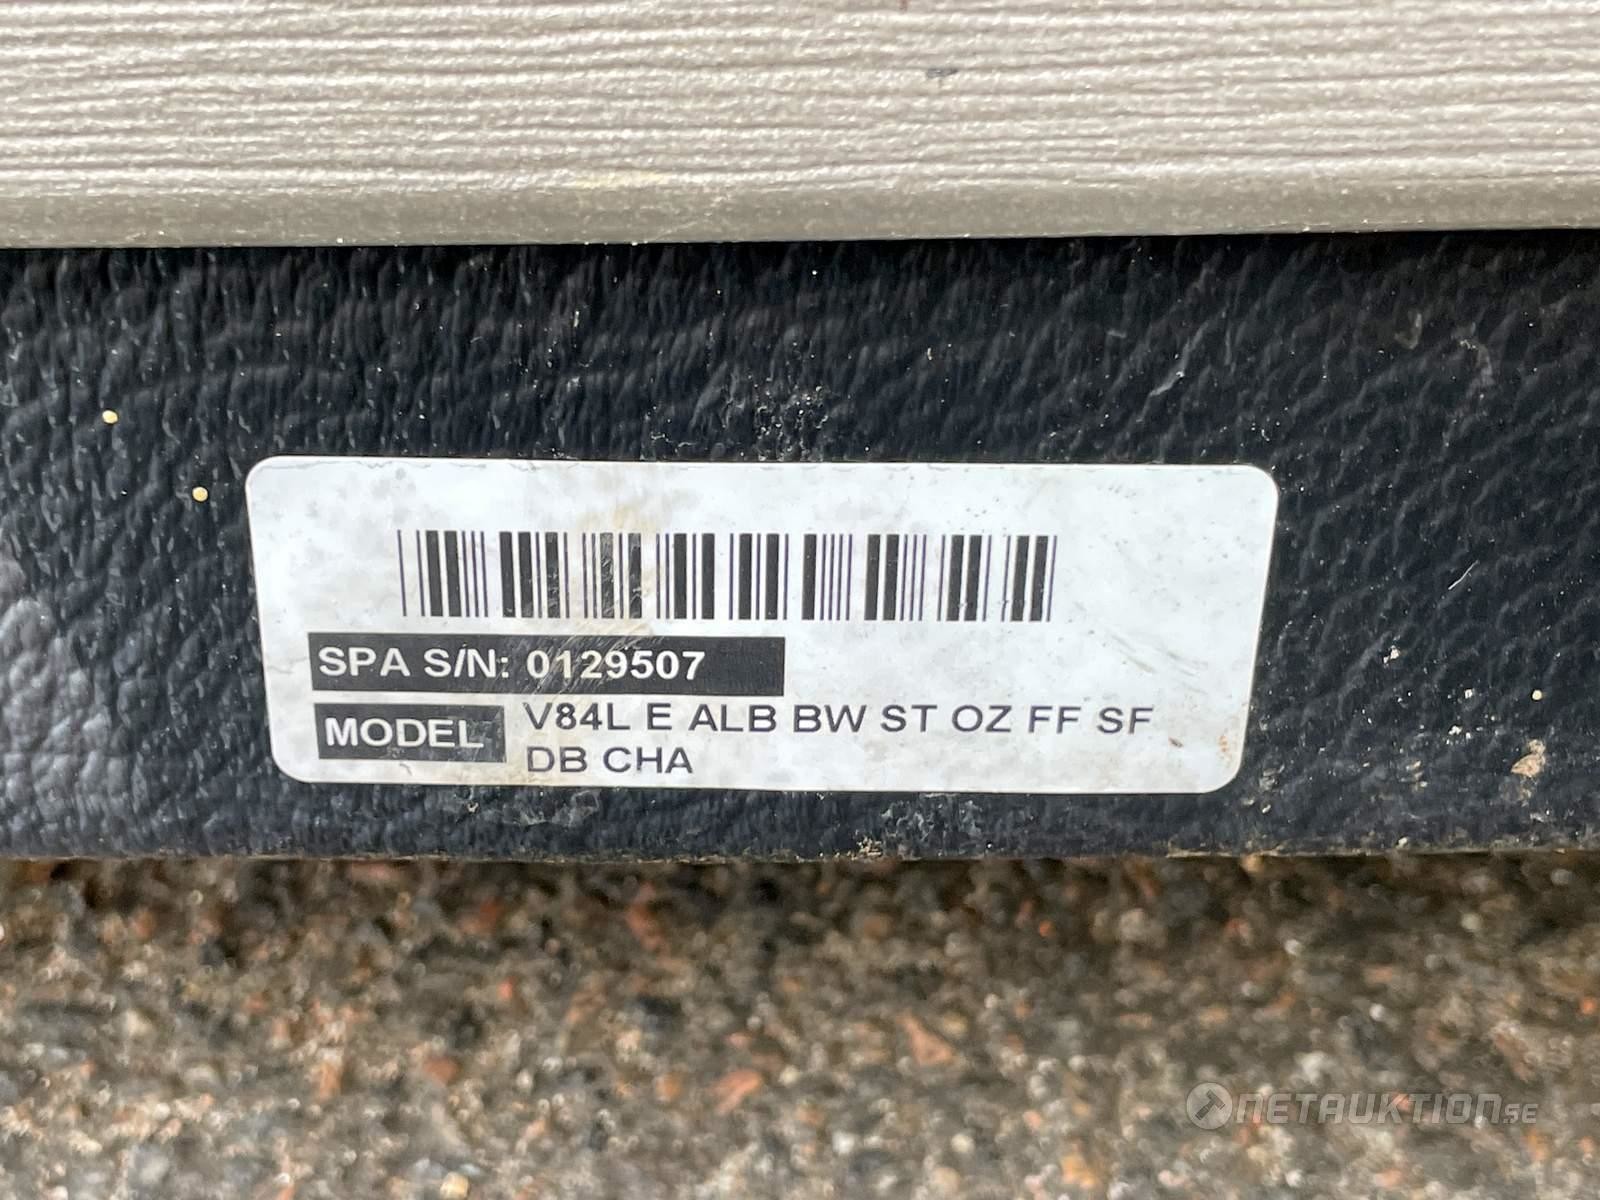 SPA S/N: 0129507
MODEL V84L E ALB BW ST OZ FF SF
DB CHA
NETAUKTION.SE